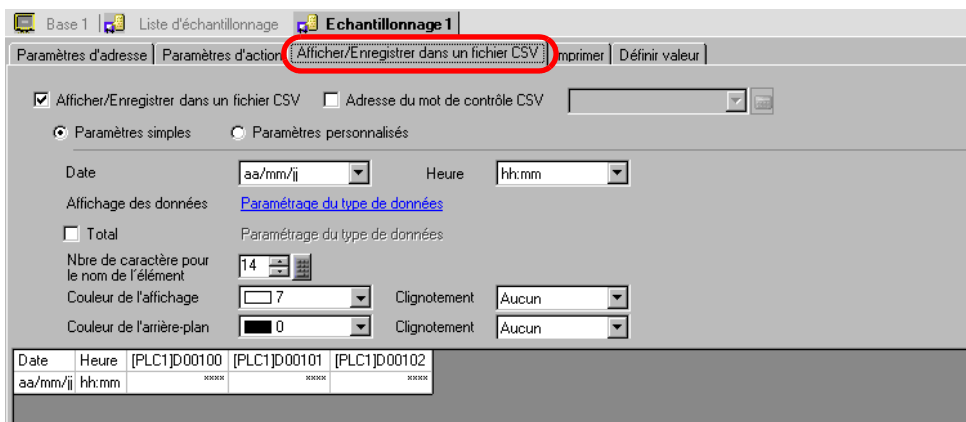 Base 1 Liste d'échantillonnage Echantillonnage 1
Paramètres d'adresse Paramètres d'action Afficher/Enregistrer dans un fichier CSV Imprimer Définir valeur
Afficher/Enregistrer dans un fichier CSV Adresse du mot de contrôle CSV
Paramètres simples Paramètres personnalisés
Date aa/mm/jj Heure hh:mm
Affichage des données Paramétrage du type de données
Total Paramétrage du type de données
Nbre de caractère pour
le nom de l'élément 14
Couleur de l'affichage 7 Clignotement Aucun
Couleur de l'arrière-plan 0 Clignotement Aucun
Date Heure [PLC1]D00100 [PLC1]D00101 [PLC1]D00102
aa/mm/jj hh:mm **** **** ****